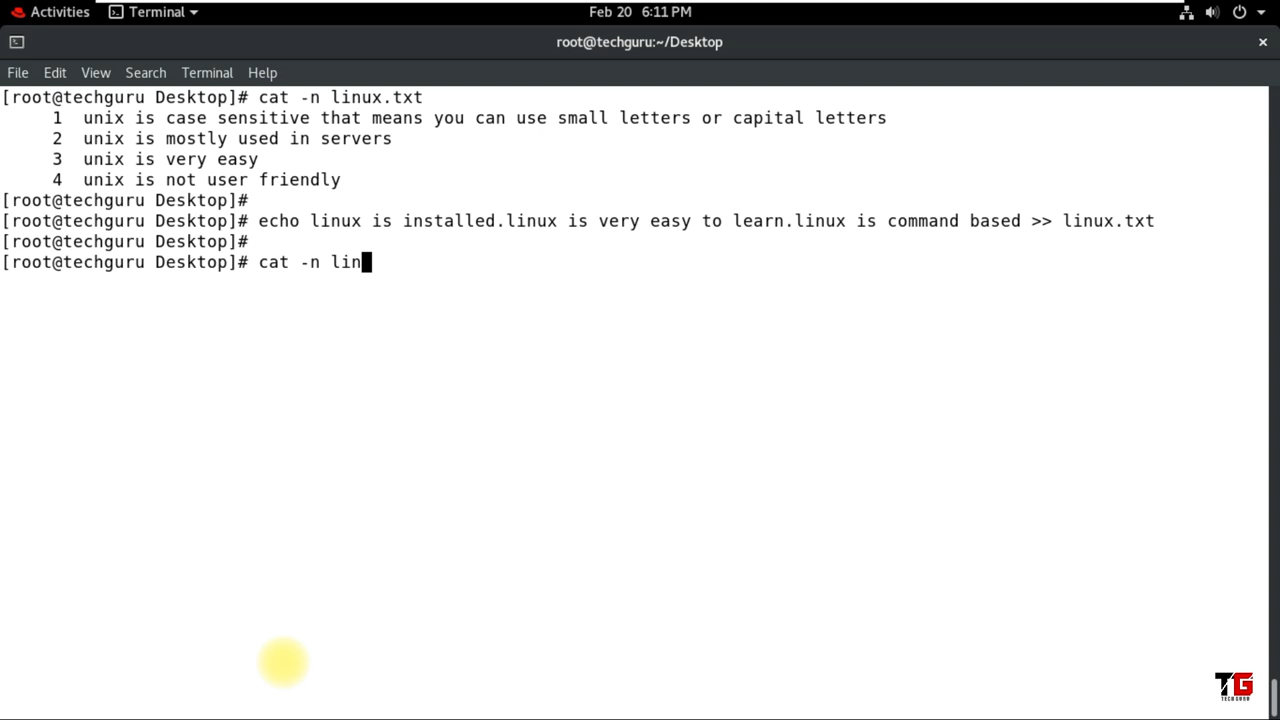 Activities Terminal Feb 20 6:11 PM
root@techguru:~/Desktop ×
File Edit View Search Terminal Help
[root@techguru Desktop]# cat -n linux.txt
1 unix is case sensitive that means you can use small letters or capital letters
2 unix is mostly used in servers
3 unix is very easy
4 unix is not user friendly
[root@techguru Desktop]#
[root@techguru Desktop]# echo linux is installed.linux is very easy to learn.linux is command based >> linux.txt
[root@techguru Desktop]#
[root@techguru Desktop]# cat -n lin
TG
TECH GURU